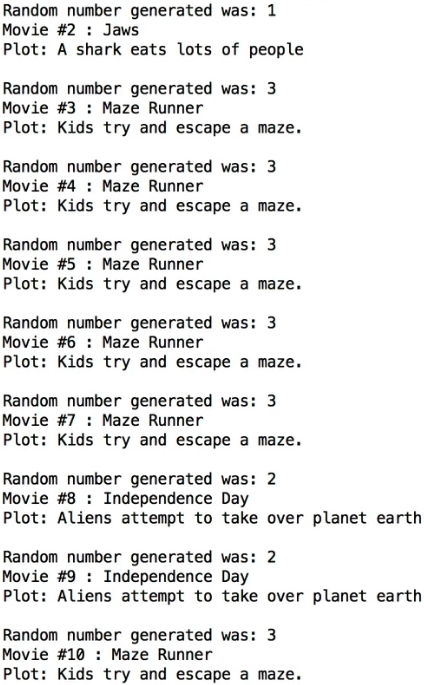 Random number generated was: 1
Movie #2 : Jaws
Plot: A shark eats lots of people
Random number generated was: 3
Movie #3 : Maze Runner
Plot: Kids try and escape a maze.
Random number generated was: 3
Movie #4 : Maze Runner
Plot: Kids try and escape a maze.
Random number generated was: 3
Movie #5 : Maze Runner
Plot: Kids try and escape a maze.
Random number generated was: 3
Movie #6 : Maze Runner
Plot: Kids try and escape a maze.
Random number generated was: 3
Movie #7 : Maze Runner
Plot: Kids try and escape a maze.
Random number generated was: 2
Movie #8 : Independence Day
Plot: Aliens attempt to take over planet earth
Random number generated was: 2
Movie #9 : Independence Day
Plot: Aliens attempt to take over planet earth
Random number generated was: 3
Movie #10 : Maze Runner
Plot: Kids try and escape a maze.